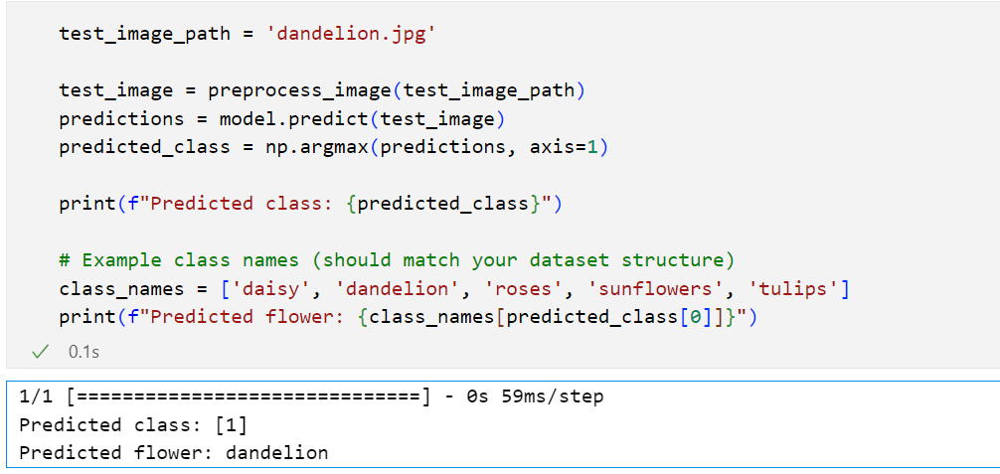 test_image_path = 'dandelion.jpg'
test_image = preprocess_image(test_image_path)
predictions = model.predict(test_image)
predicted_class = np.argmax(predictions, axis=1)
print(f"Predicted class: {predicted_class}")
# Example class names (should match your dataset structure)
class_names = ['daisy', 'dandelion', 'roses', 'sunflowers', 'tulips']
print(f"Predicted flower: {class_names[predicted_class[0]]}")
0.1s
1/1 [==============================] - 0s 59ms/step
Predicted class: [1]
Predicted flower: dandelion